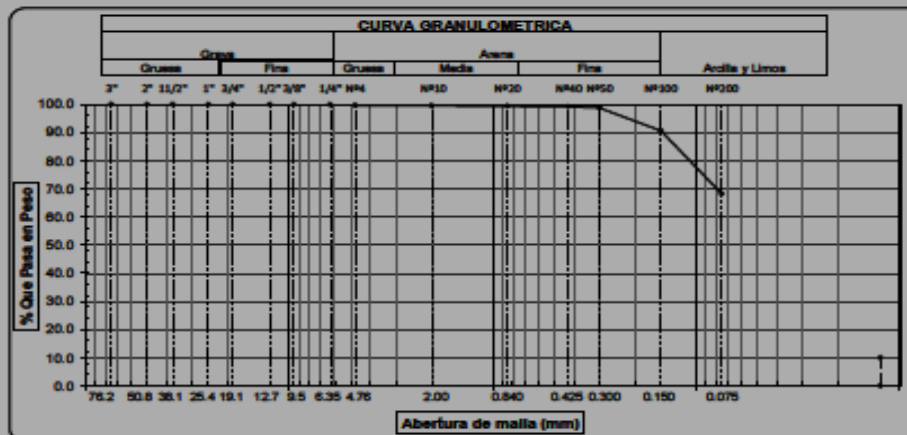 CURVA GRANULOMETRICA
Grava Arena
Gruesa Fina Gruesa Media Fina Arcilla y Limos
3" 2" 11/2" 1" 3/4" 1/2" 3/8" 1/4" Nº4 Nº10 Nº20 Nº40 Nº50 Nº100 Nº200
100.0
90.0
80.0
70.0
60.0
50.0
40.0
30.0
20.0
10.0
0.0
% Que Pasa en Peso
76.2 50.8 38.1 25.4 19.1 12.7 9.5 6.35 4.76 2.00 0.840 0.425 0.300 0.150 0.075
Abertura de malla (mm)